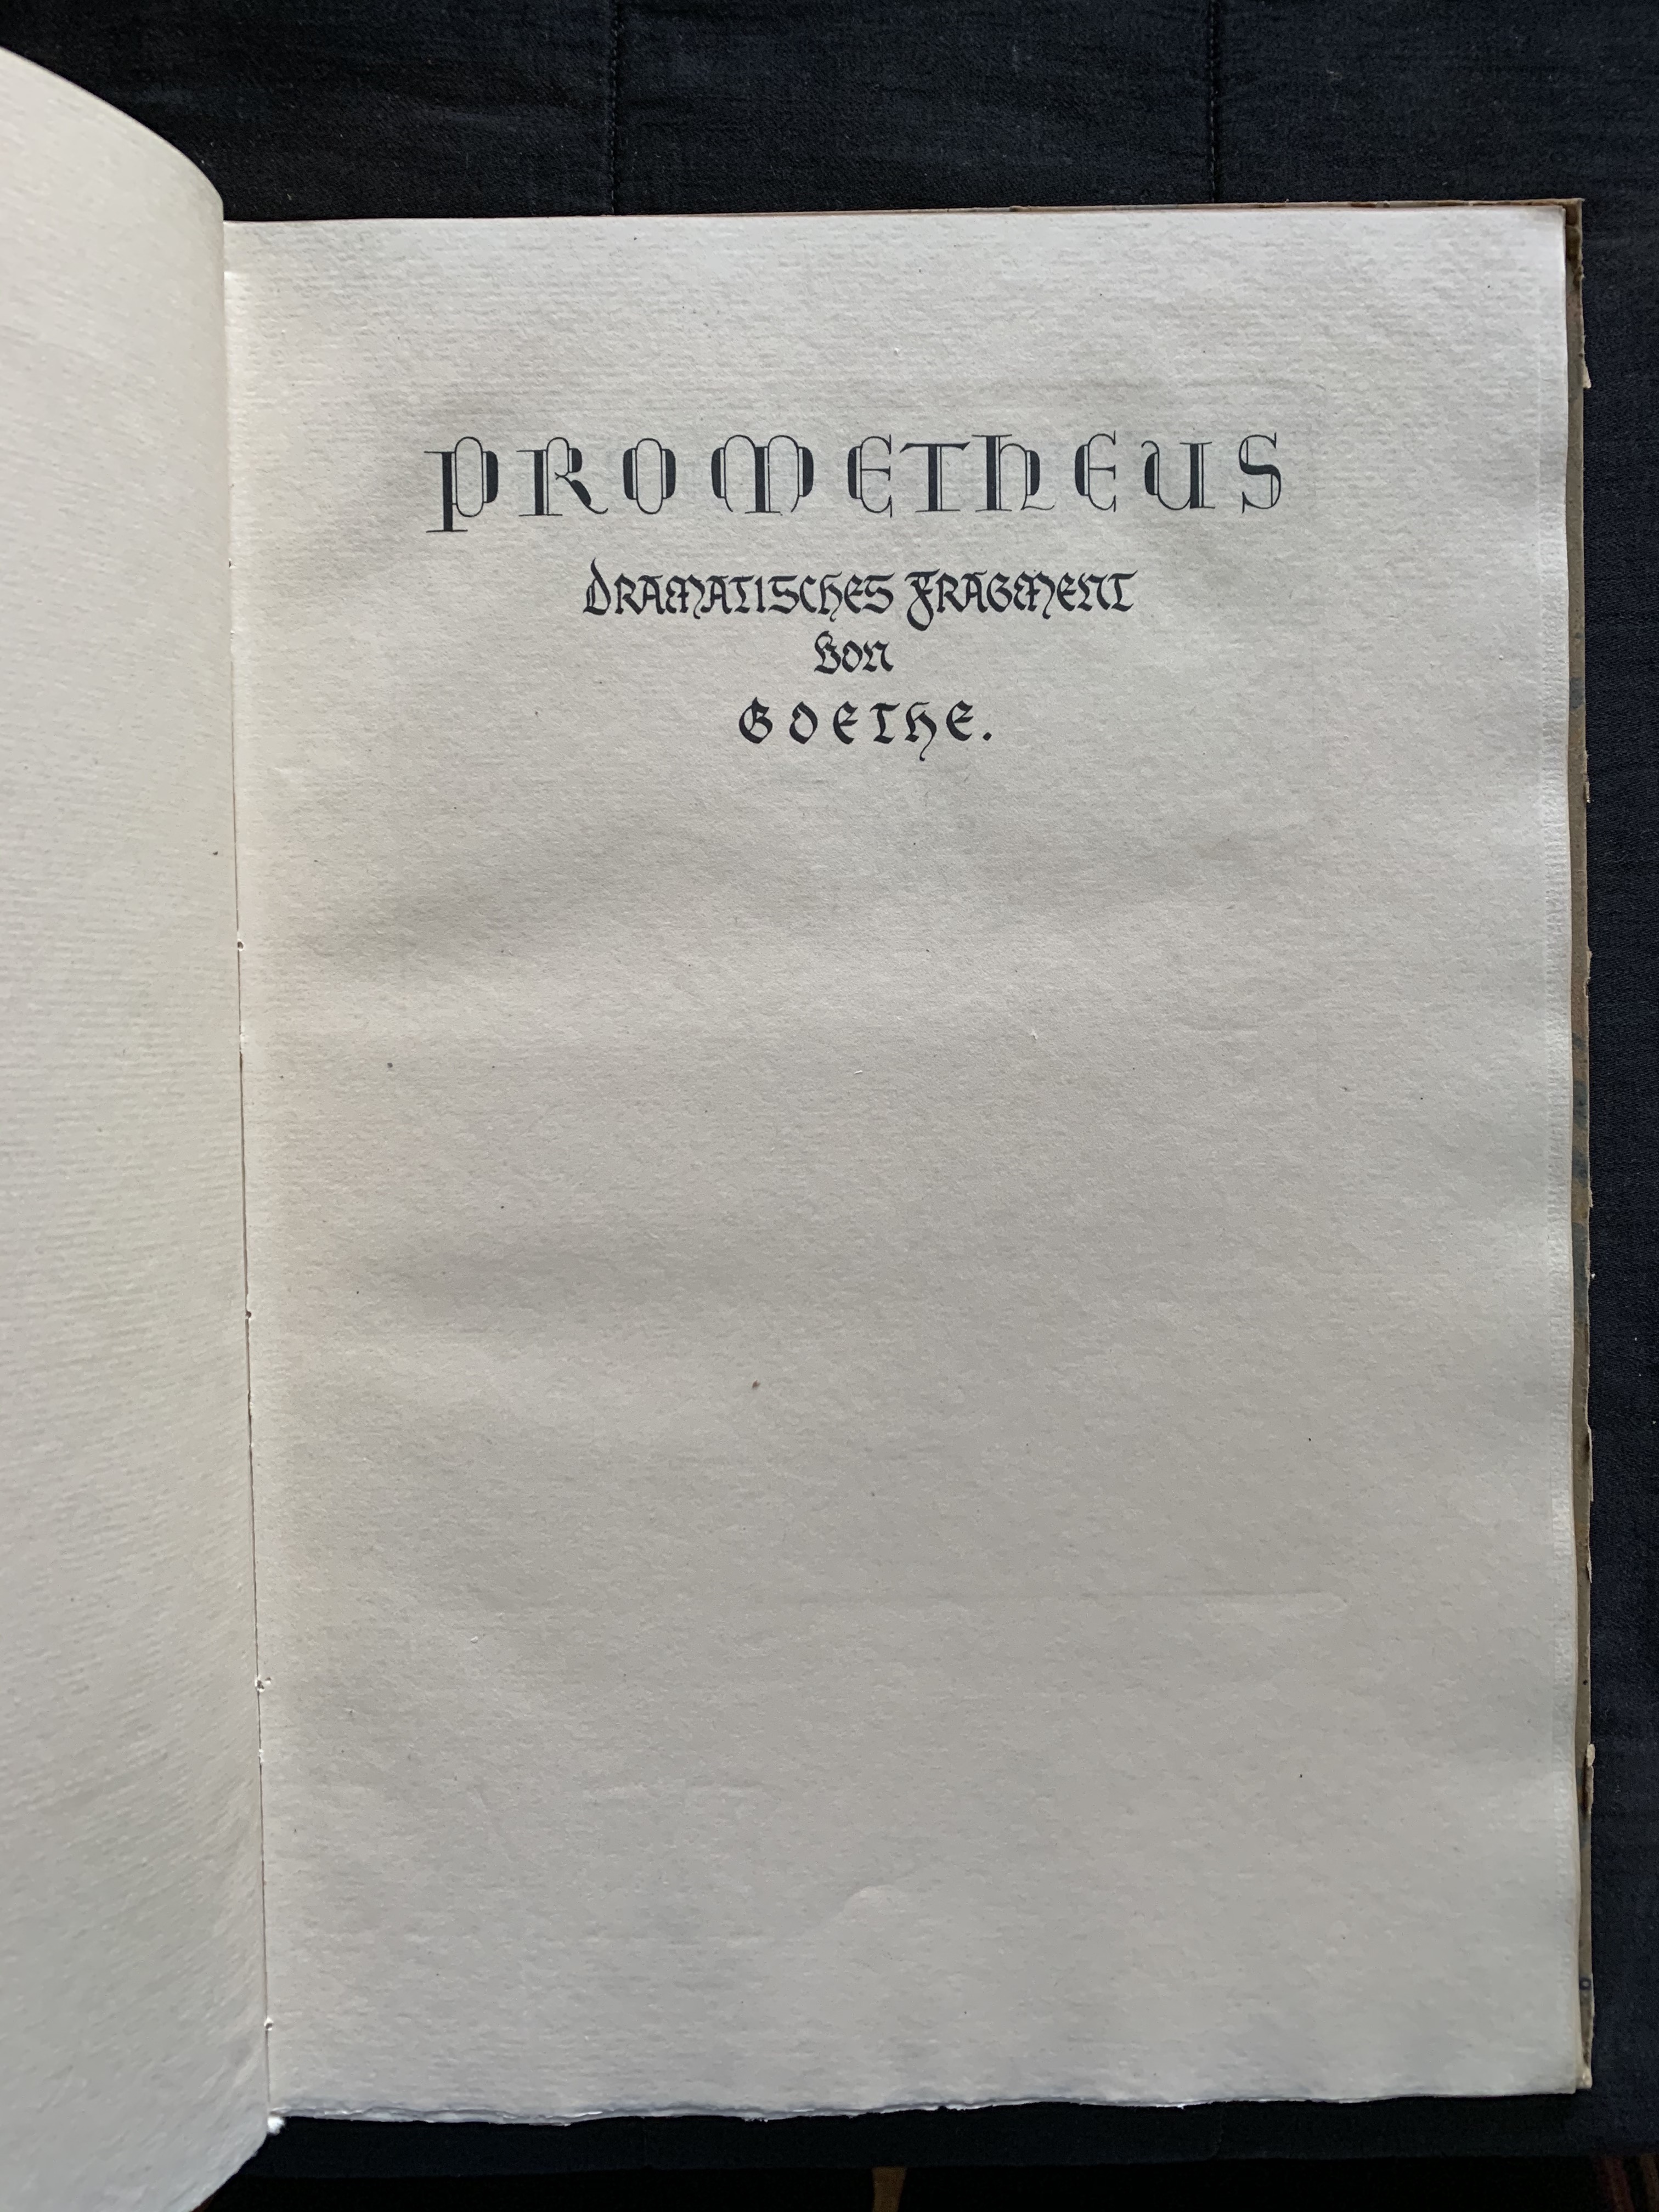 PROMETHEUS
DRAMATISCHES FRAGMENT
von
GOETHE.